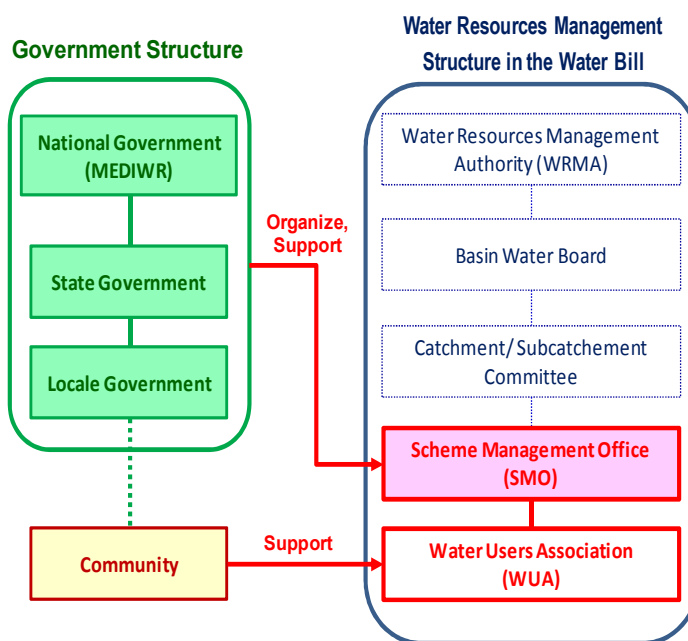 Government Structure
National Government
(MEDIWR)
State Government
Locale Government
Community
Organize,
Support
Support
Water Resources Management
Structure in the Water Bill
Water Resources Management
Authority (WRMA)
Basin Water Board
Catchment/ Subcatchement
Committee
Scheme Management Office
(SMO)
Water Users Association
(WUA)